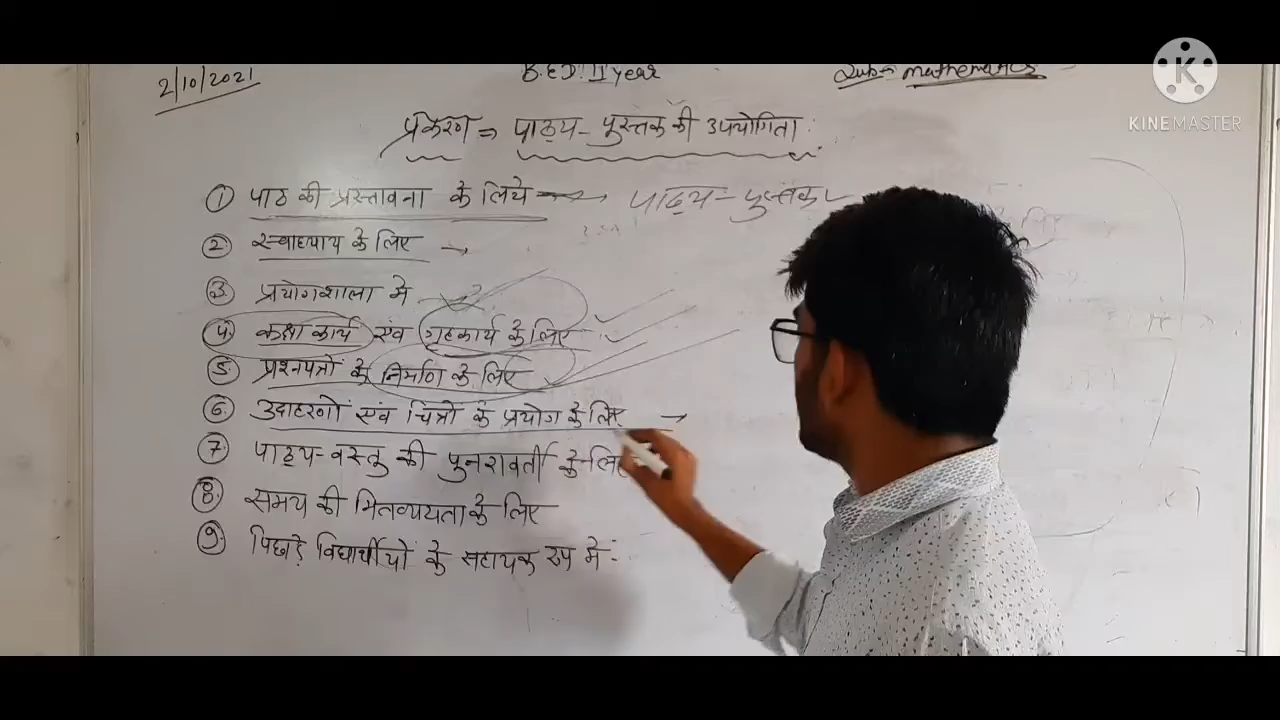 2/10/2021 B.ED. II year Sub:- mathematics
K
KINEMASTER
प्रकरण => पाठ्य-पुस्तक की उपयोगिता:
① पाठ की प्रस्तावना के लिये → पाठ्य-पुस्तक
② स्वाध्याय के लिए →
③ प्रयोगशाला में
④ कक्षा कार्य एंव गृहकार्य के लिए
⑤ प्रश्नपत्रों के निर्माण के लिए
⑥ उदाहरणों एंव चित्रों के प्रयोग के लिए →
⑦ पाठ्य-वस्तु की पुनरावर्ती के लिए
⑧ समय की मितव्ययता के लिए
⑨ पिछड़े विद्यार्थीयों के सहायक रुप में:-